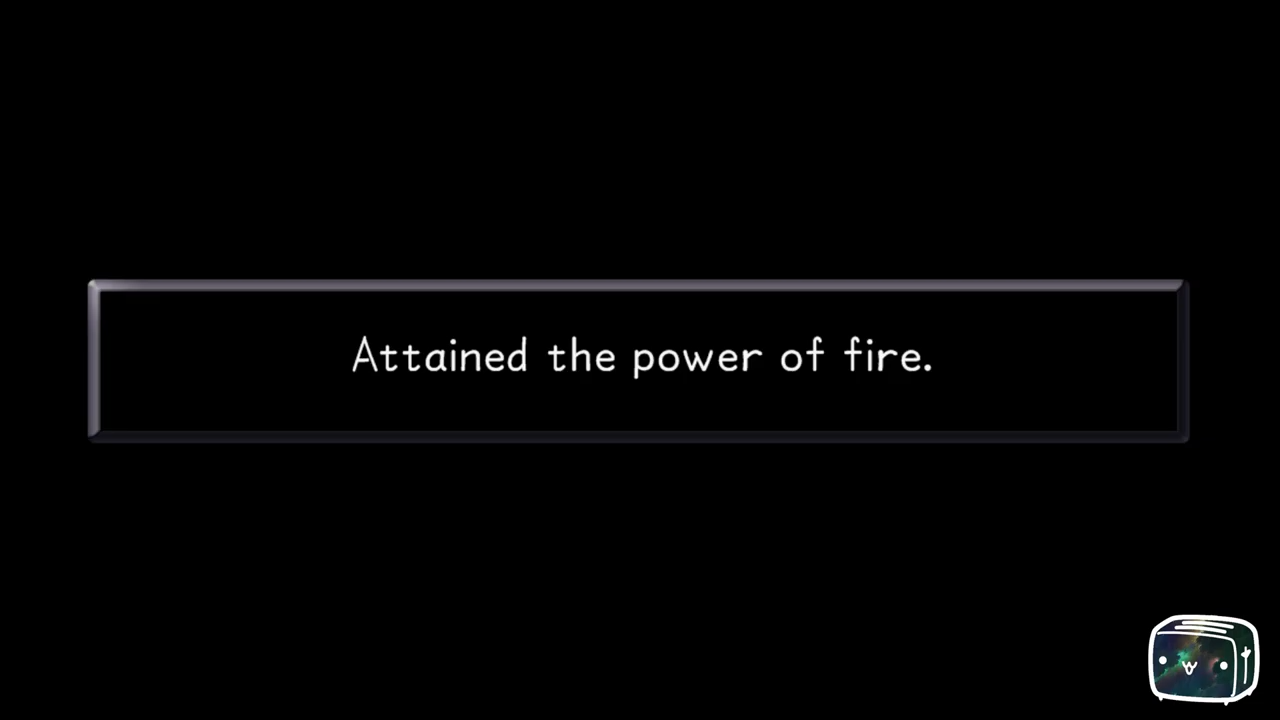 Attained the power of fire.